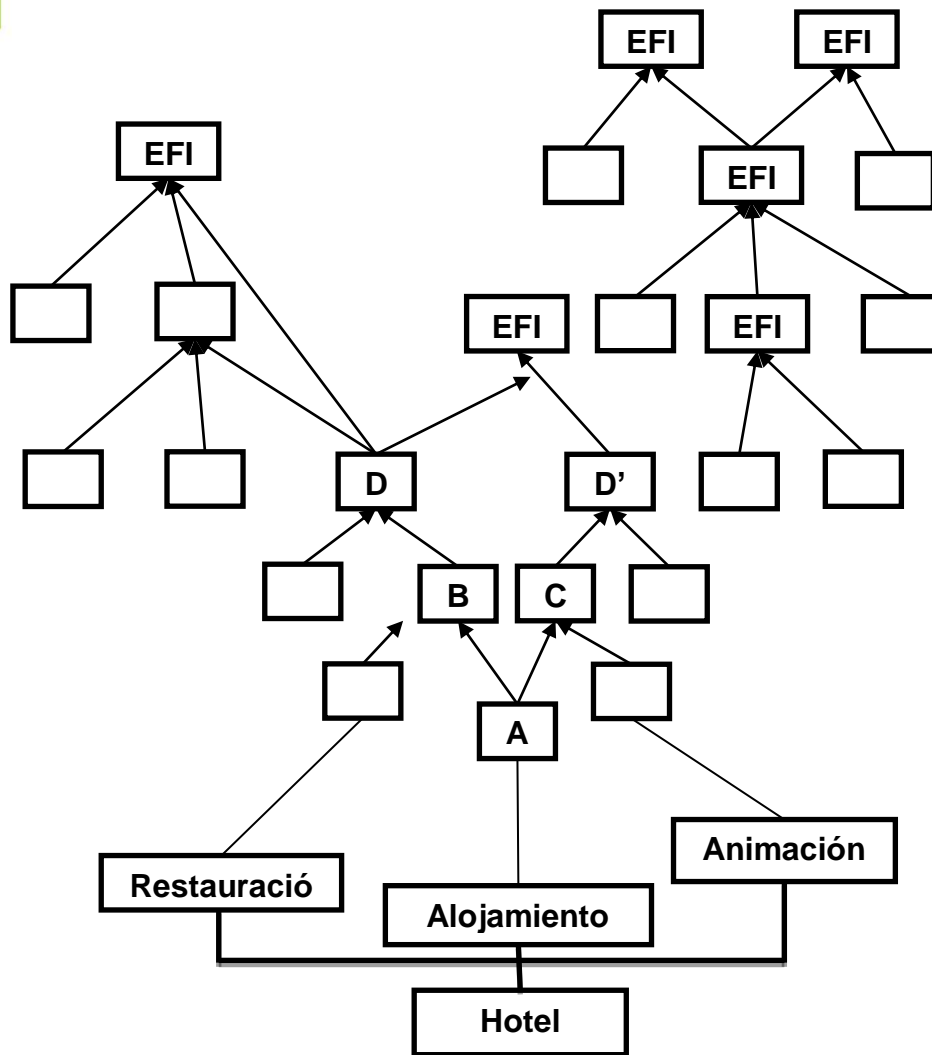 EFI
EFI
EFI
EFI
EFI
EFI
D
D’
B
C
A
Animación
Restauració
Alojamiento
Hotel